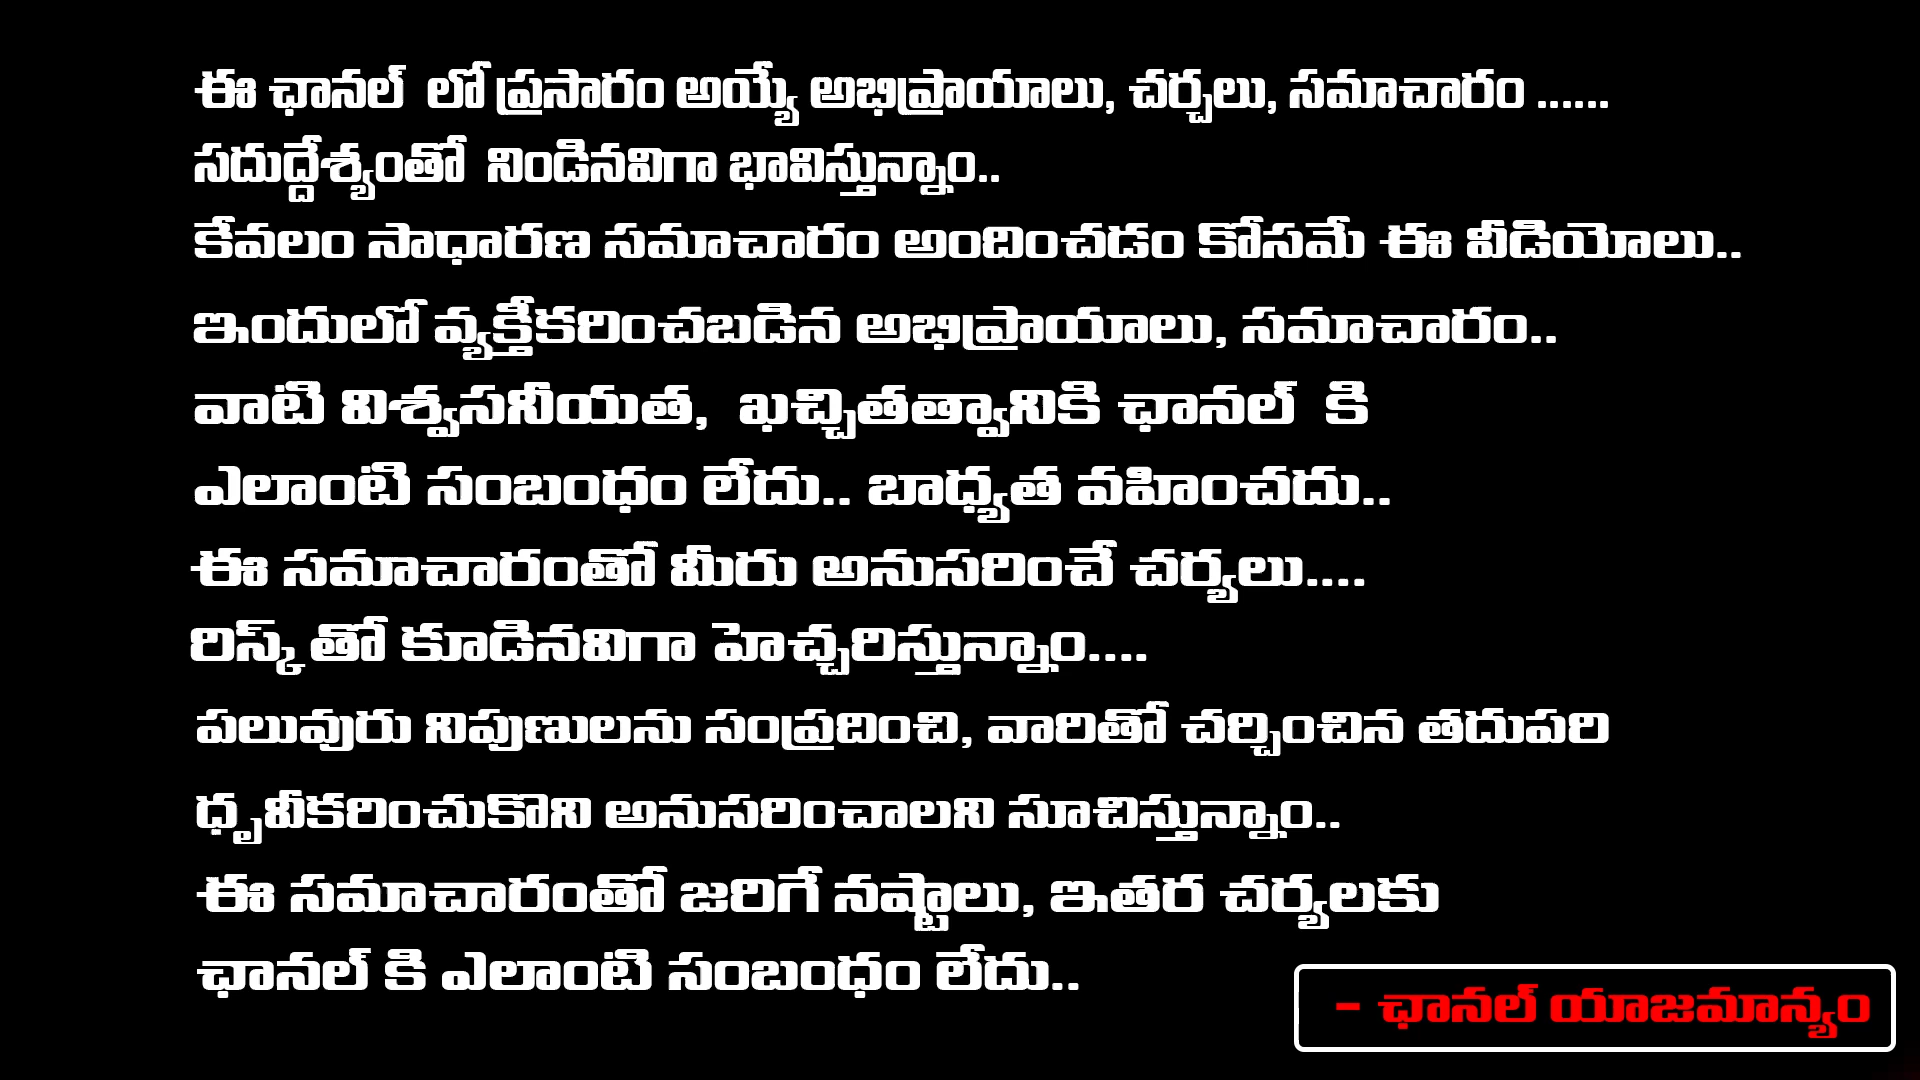 ఈ ఛానల్ లో ప్రసారం అయ్యే అభిప్రాయాలు, చర్చలు, సమాచారం ......
సదుద్దేశ్యంతో నిండినవిగా భావిస్తున్నాం..
కేవలం సాధారణ సమాచారం అందించడం కోసమే ఈ వీడియోలు..
ఇందులో వ్యక్తీకరించబడిన అభిప్రాయాలు, సమాచారం..
వాటి విశ్వసనీయత, ఖచ్చితత్వానికి ఛానల్ కి
ఎలాంటి సంబంధం లేదు.. బాధ్యత వహించదు..
ఈ సమాచారంతో మీరు అనుసరించే చర్యలు....
రిస్క్ తో కూడినవిగా హెచ్చరిస్తున్నాం....
పలువురు నిపుణులను సంప్రదించి, వారితో చర్చించిన తదుపరి
ధృవీకరించుకొని అనుసరించాలని సూచిస్తున్నాం..
ఈ సమాచారంతో జరిగే నష్టాలు, ఇతర చర్యలకు
ఛానల్ కి ఎలాంటి సంబంధం లేదు..
- ఛానల్ యాజమాన్యం